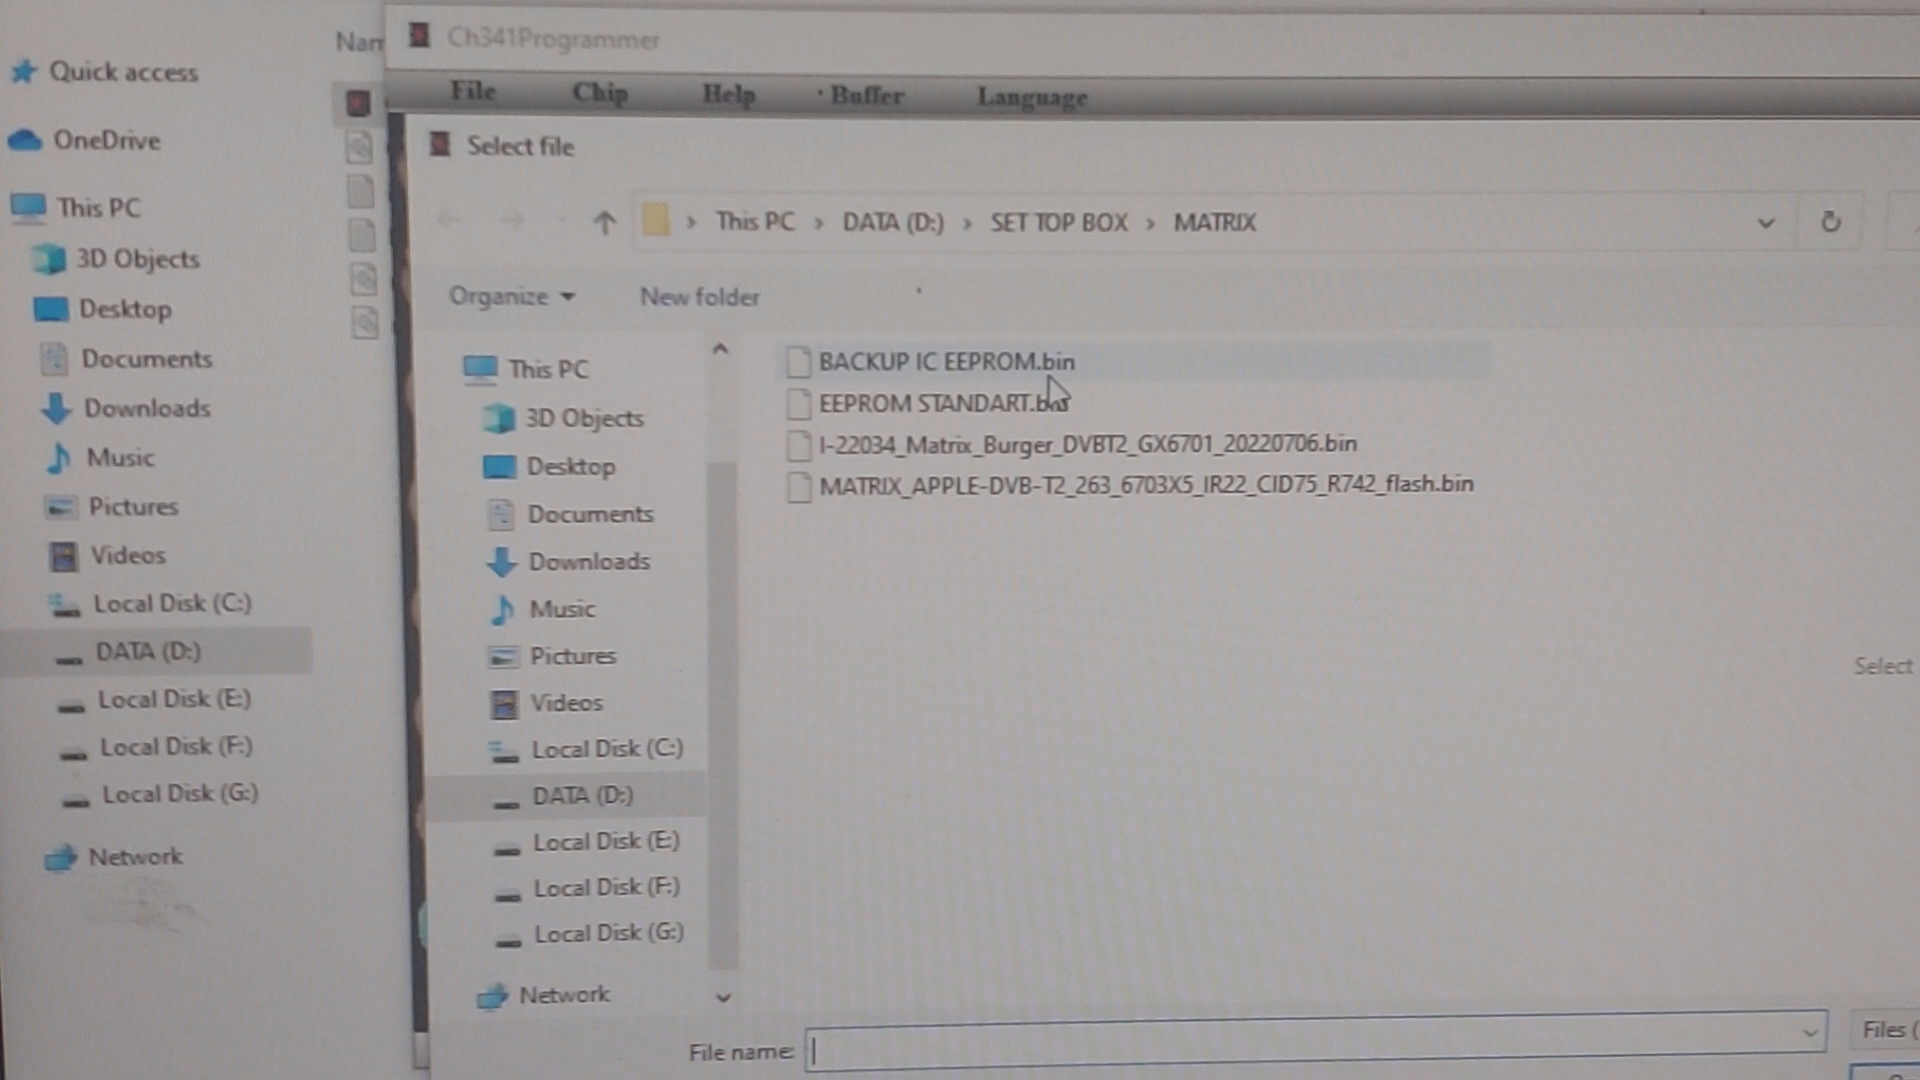 Quick access
OneDrive
This PC
3D Objects
Desktop
Documents
Downloads
Music
Pictures
Videos
Local Disk (C:)
DATA (D:)
Local Disk (E:)
Local Disk (F:)
Local Disk (G:)
Network
Nam
Ch341Programmer
File Chip Help Buffer Language
Select file
This PC > DATA (D:) > SET TOP BOX > MATRIX
Organize New folder
This PC
3D Objects
Desktop
Documents
Downloads
Music
Pictures
Videos
Local Disk (C:)
DATA (D:)
Local Disk (E:)
Local Disk (F:)
Local Disk (G:)
Network
BACKUP IC EEPROM.bin
EEPROM STANDART.bin
I-22034_Matrix_Burger_DVBT2_GX6701_20220706.bin
MATRIX_APPLE-DVB-T2_263_6703X5_IR22_CID75_R742_flash.bin
Select
File name:
Files (